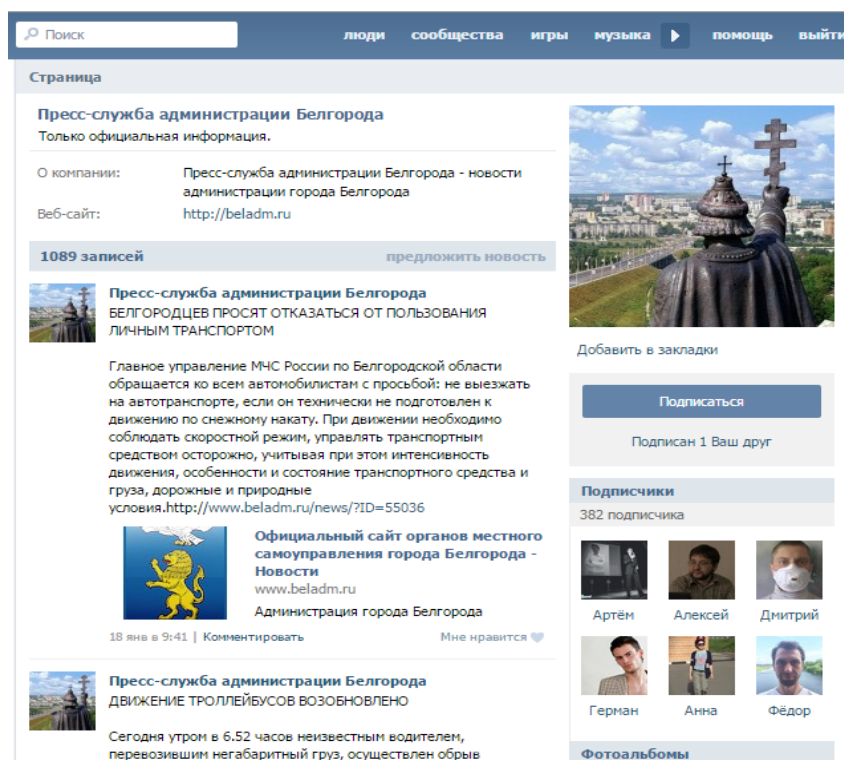 Поиск
люди сообщества игры музыка помощь выйти
Страница
Пресс-служба администрации Белгорода
Только официальная информация.
О компании: Пресс-служба администрации Белгорода - новости
администрации города Белгорода
Веб-сайт: http://beladm.ru
1089 записей предложить новость
Пресс-служба администрации Белгорода
БЕЛГОРОДЦЕВ ПРОСЯТ ОТКАЗАТЬСЯ ОТ ПОЛЬЗОВАНИЯ
ЛИЧНЫМ ТРАНСПОРТОМ
Главное управление МЧС России по Белгородской области
обращается ко всем автомобилистам с просьбой: не выезжать
на автотранспорте, если он технически не подготовлен к
движению по снежному накату. При движении необходимо
соблюдать скоростной режим, управлять транспортным
средством осторожно, учитывая при этом интенсивность
движения, особенности и состояние транспортного средства и
груза, дорожные и природные
условия.http://www.beladm.ru/news/?ID=55036
Официальный сайт органов местного
самоуправления города Белгорода -
Новости
www.beladm.ru
Администрация города Белгорода
18 янв в 9:41 | Комментировать Мне нравится
Пресс-служба администрации Белгорода
ДВИЖЕНИЕ ТРОЛЛЕЙБУСОВ ВОЗОБНОВЛЕНО
Сегодня утром в 6.52 часов неизвестным водителем,
перевозившим негабаритный груз, осуществлен обрыв
Добавить в закладки
Подписаться
Подписан 1 Ваш друг
Подписчики
382 подписчика
Артём Алексей Дмитрий
Герман Анна Фёдор
Фотоальбомы